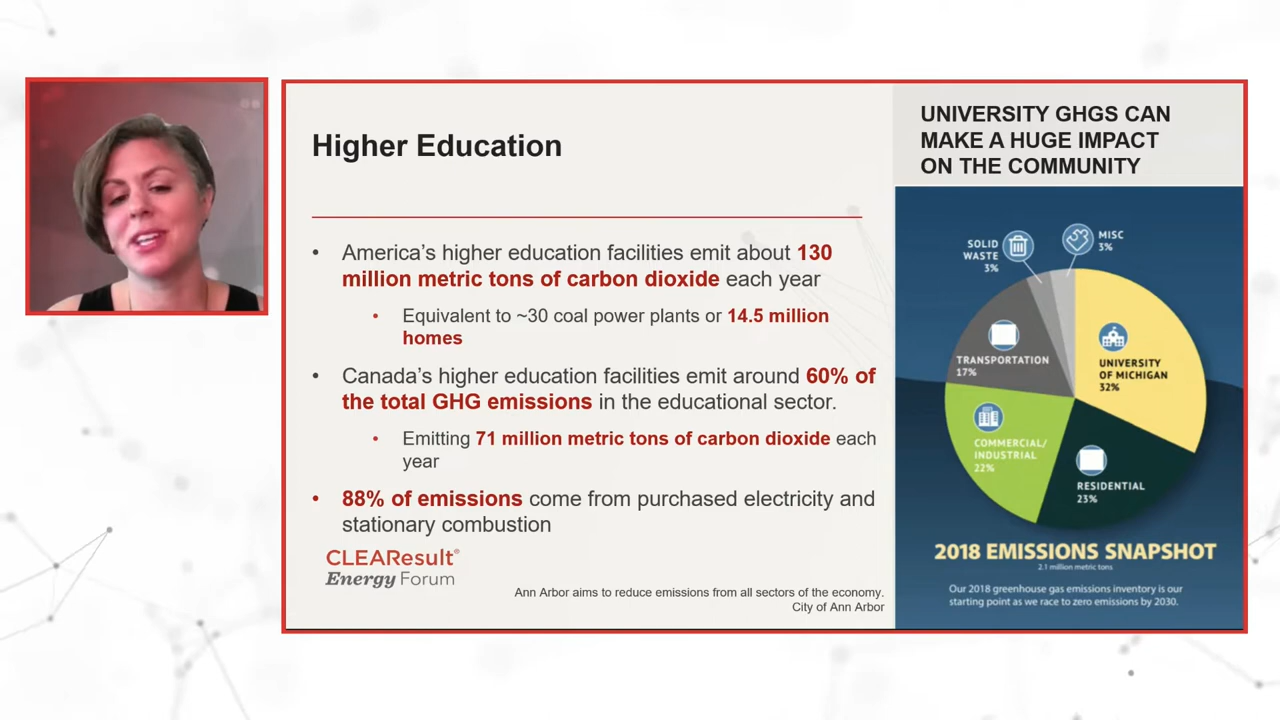 Higher Education
• America's higher education facilities emit about 130
million metric tons of carbon dioxide each year
• Equivalent to ~30 coal power plants or 14.5 million
homes
• Canada's higher education facilities emit around 60% of
the total GHG emissions in the educational sector.
• Emitting 71 million metric tons of carbon dioxide each
year
• 88% of emissions come from purchased electricity and
stationary combustion
CLEAResult®
Energy Forum
Ann Arbor aims to reduce emissions from all sectors of the economy.
City of Ann Arbor
UNIVERSITY GHGS CAN
MAKE A HUGE IMPACT
ON THE COMMUNITY
SOLID
WASTE
3%
MISC
3%
TRANSPORTATION
17%
UNIVERSITY
OF MICHIGAN
32%
COMMERCIAL/
INDUSTRIAL
22%
RESIDENTIAL
23%
2018 EMISSIONS SNAPSHOT
2.1 million metric tons
Our 2018 greenhouse gas emissions inventory is our
starting point as we race to zero emissions by 2030.